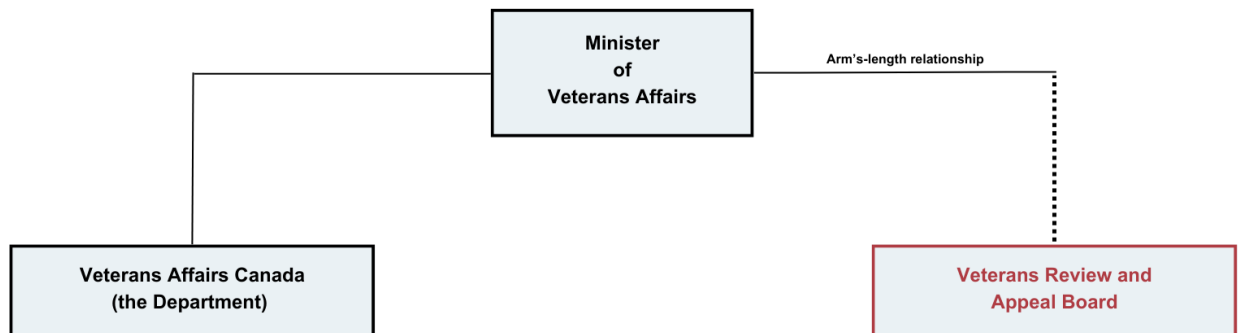 Minister
of
Veterans Affairs
Arm's-length relationship
Veterans Affairs Canada
(the Department)
Veterans Review and
Appeal Board